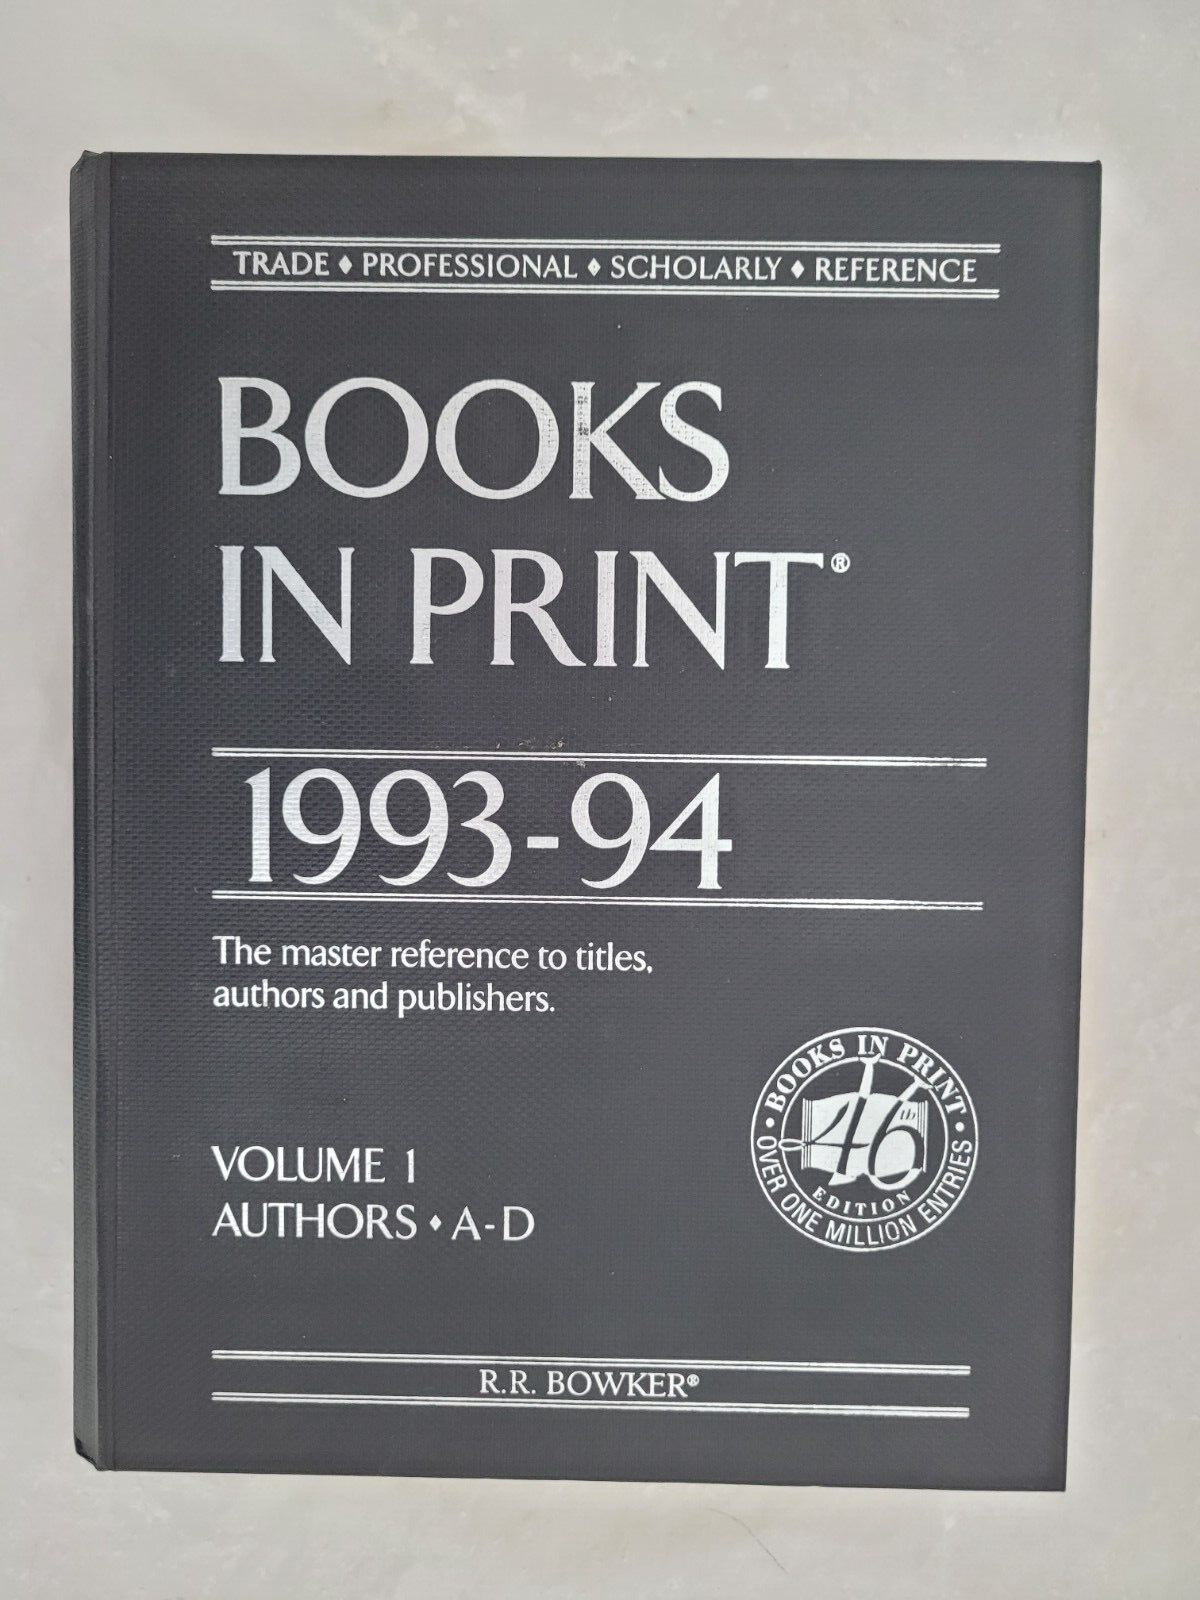 TRADE ♦ PROFESSIONAL ♦ SCHOLARLY ♦ REFERENCE
BOOKS
IN PRINT®
1993-94
The master reference to titles,
authors and publishers.
• BOOKS IN PRINT •
46th
EDITION
OVER ONE MILLION ENTRIES
VOLUME 1
AUTHORS ♦ A-D
R.R. BOWKER®